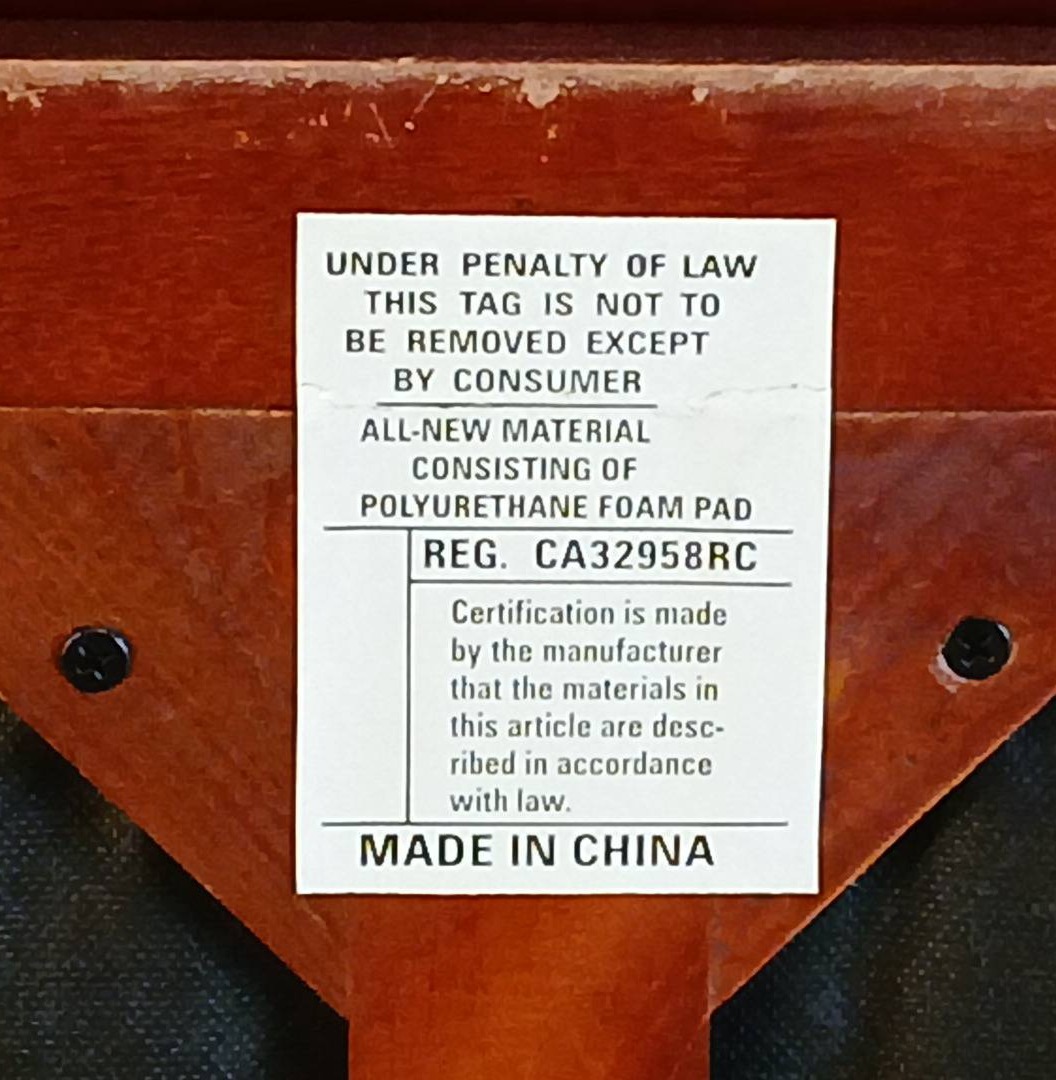 UNDER PENALTY OF LAW
THIS TAG IS NOT TO
BE REMOVED EXCEPT
BY CONSUMER
ALL-NEW MATERIAL
CONSISTING OF
POLYURETHANE FOAM PAD
REG. CA32958RC
Certification is made
by the manufacturer
that the materials in
this article are desc-
ribed in accordance
with law.
MADE IN CHINA